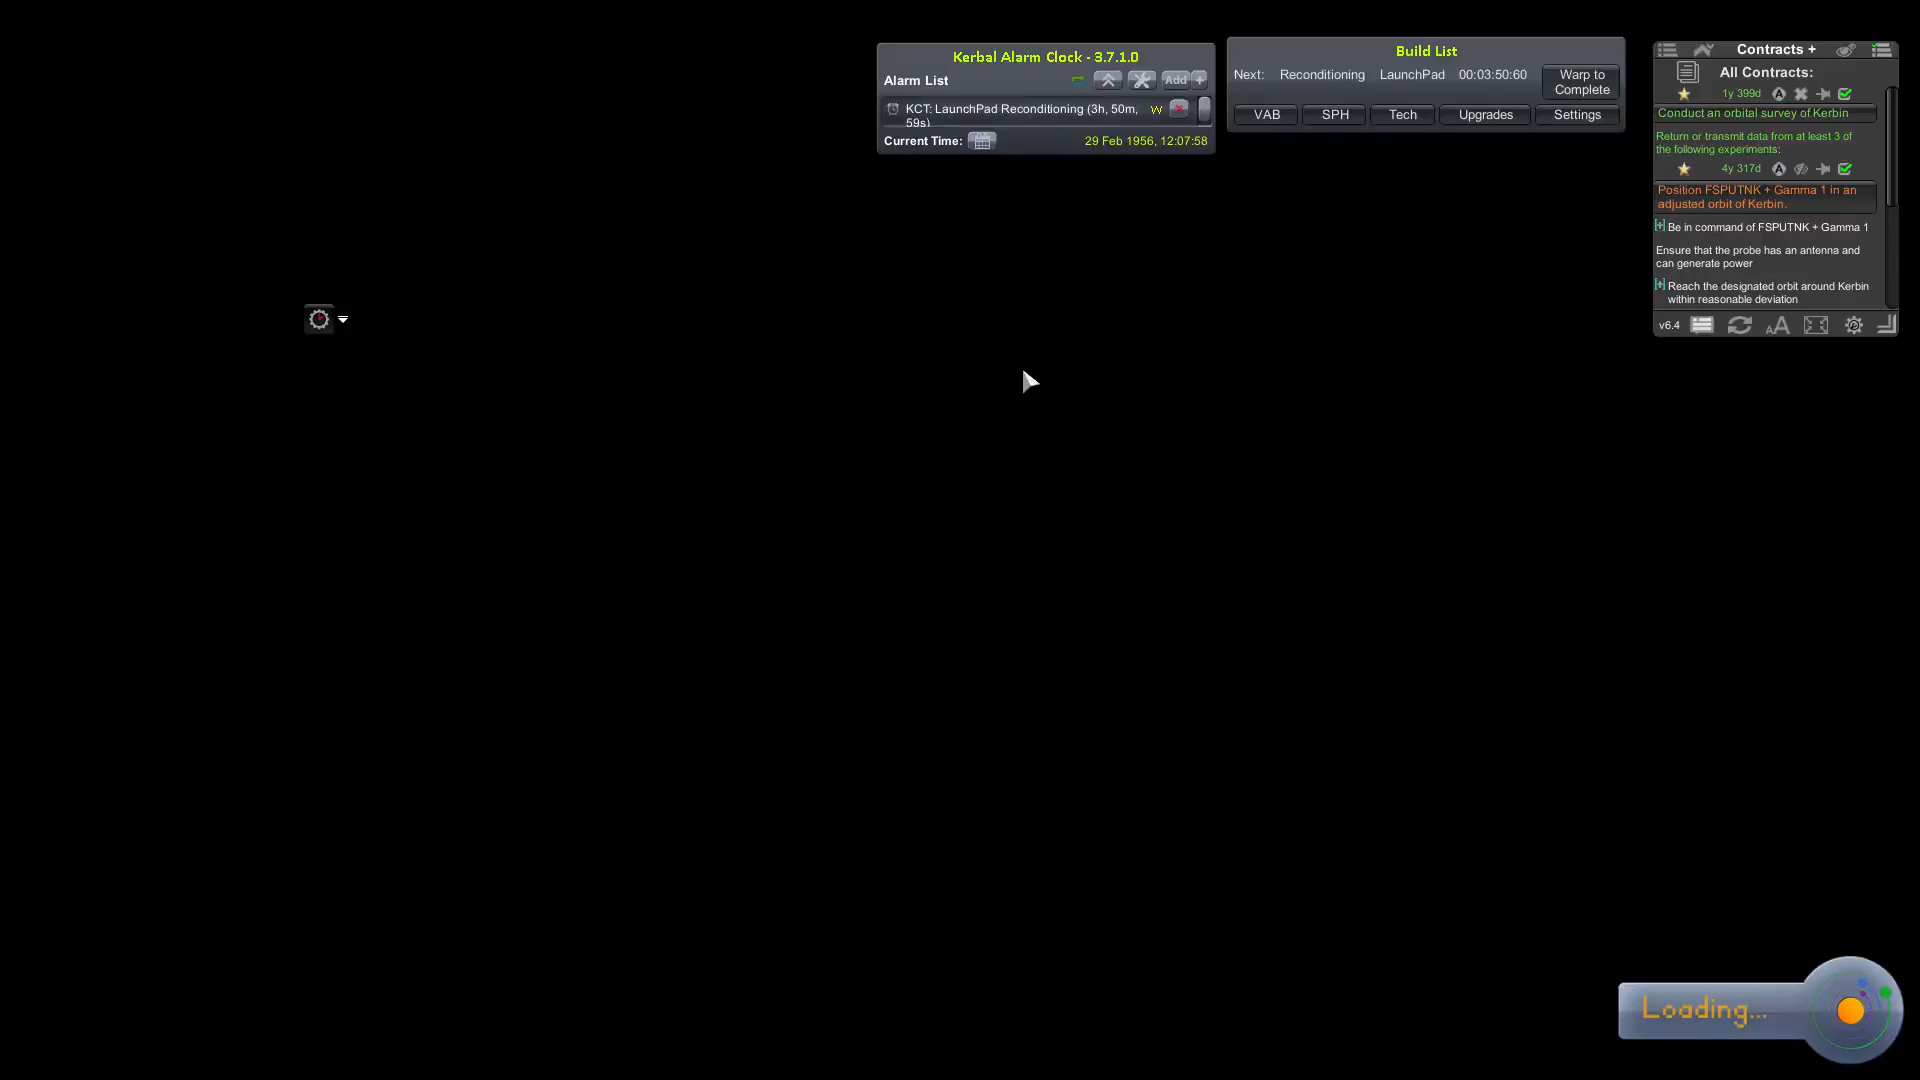 Kerbal Alarm Clock - 3.7.1.0
Alarm List
Add +
KCT: LaunchPad Reconditioning (3h, 50m,
59s)
W
Current Time:
29 Feb 1956, 12:07:58
Build List
Next: Reconditioning LaunchPad 00:03:50:60
Warp to
Complete
VAB SPH Tech Upgrades Settings
Contracts +
All Contracts:
1y 399d
Conduct an orbital survey of Kerbin
Return or transmit data from at least 3 of
the following experiments:
4y 317d
Position FSPUTNK + Gamma 1 in an
adjusted orbit of Kerbin.
[+] Be in command of FSPUTNK + Gamma 1
Ensure that the probe has an antenna and
can generate power
[+] Reach the designated orbit around Kerbin
within reasonable deviation
v6.4
AA
Loading...